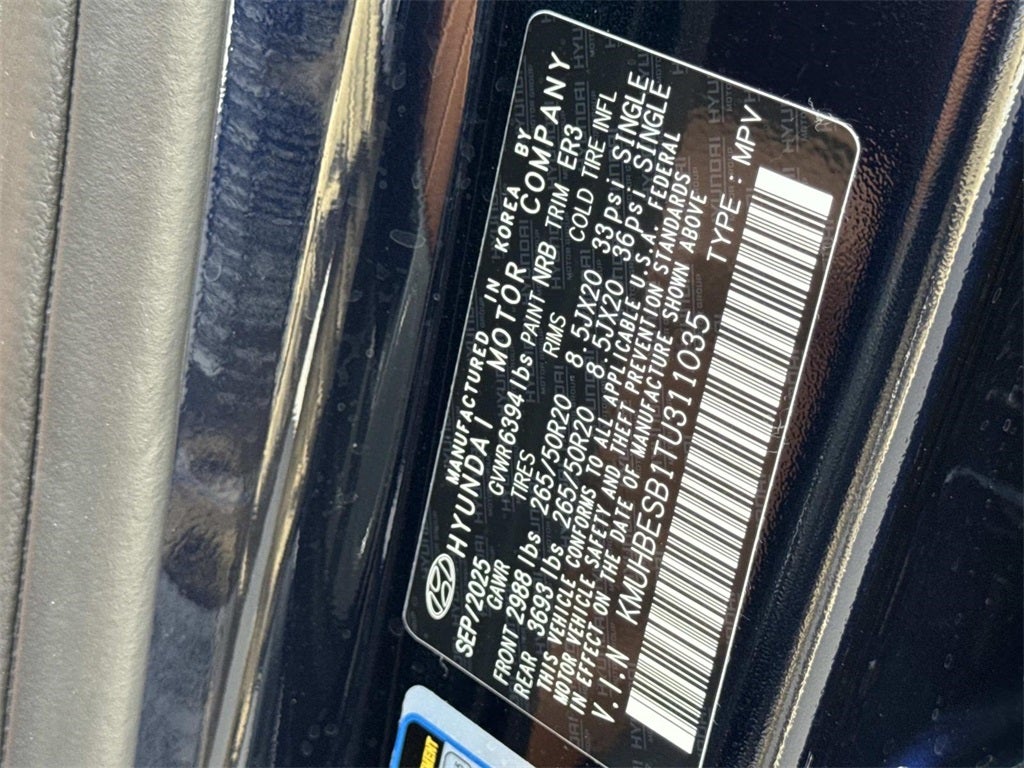 MANUFACTURED IN KOREA BY
HYUNDAI MOTOR COMPANY
SEP/2025 GVWR 6394 lbs PAINT NRB TRIM ER3
GAWR TIRES RIMS COLD TIRE INFL
FRONT 2988 lbs 265/50R20 8.5JX20 33psi SINGLE
REAR 3693 lbs 265/50R20 8.5JX20 36psi SINGLE
THIS VEHICLE CONFORMS TO ALL APPLICABLE U.S.A. FEDERAL
MOTOR VEHICLE SAFETY AND THEFT PREVENTION STANDARDS
IN EFFECT ON THE DATE OF MANUFACTURE SHOWN ABOVE
V.I.N KMUHBESB1TU311035 TYPE : MPV